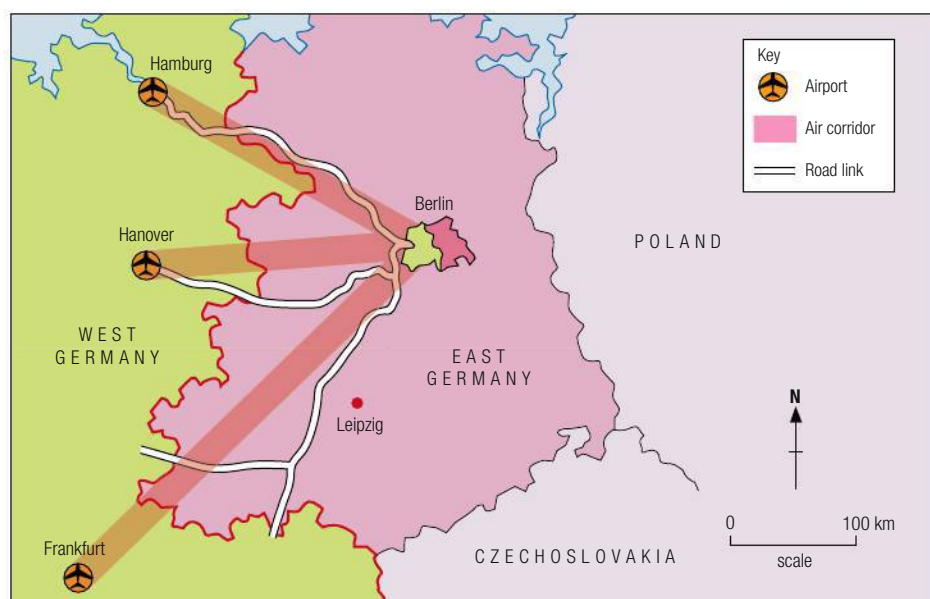 Hamburg
Hanover
Berlin
WEST
GERMANY
EAST
GERMANY
Leipzig
Frankfurt
POLAND
CZECHOSLOVAKIA
Key
Airport
Air corridor
Road link
N
0 100 km
scale